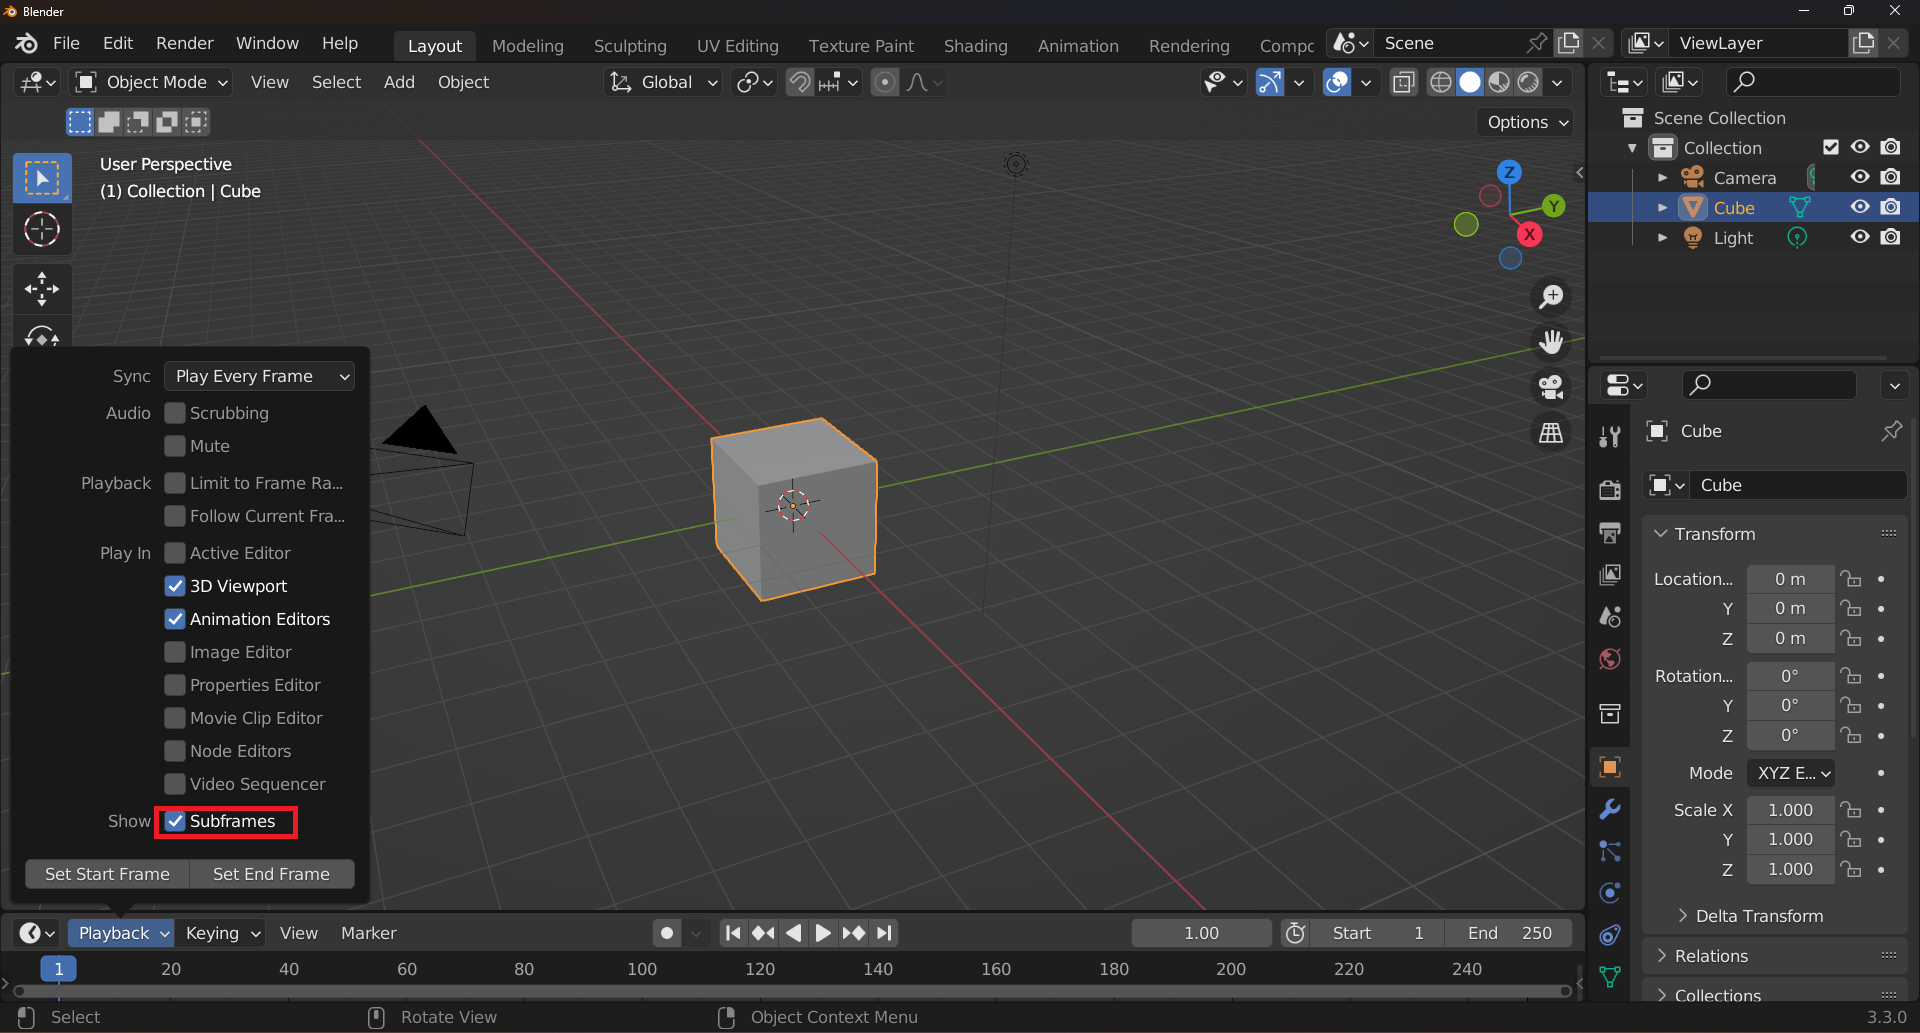 Blender
File Edit Render Window Help Layout Modeling Sculpting UV Editing Texture Paint Shading Animation Rendering Compc Scene ViewLayer
Object Mode View Select Add Object Global
Options
User Perspective
(1) Collection | Cube
Z
Y
X
Scene Collection
Collection
Camera
Cube
Light
Sync Play Every Frame
Audio Scrubbing
Mute
Playback Limit to Frame Ra...
Follow Current Fra...
Play In Active Editor
3D Viewport
Animation Editors
Image Editor
Properties Editor
Movie Clip Editor
Node Editors
Video Sequencer
Show Subframes
Set Start Frame Set End Frame
Cube
Cube
Transform
Location... 0 m
Y 0 m
Z 0 m
Rotation... 0°
Y 0°
Z 0°
Mode XYZ E...
Scale X 1.000
Y 1.000
Z 1.000
Delta Transform
Relations
Collections
Playback Keying View Marker 1.00 Start 1 End 250
1 20 40 60 80 100 120 140 160 180 200 220 240
Select Rotate View Object Context Menu 3.3.0